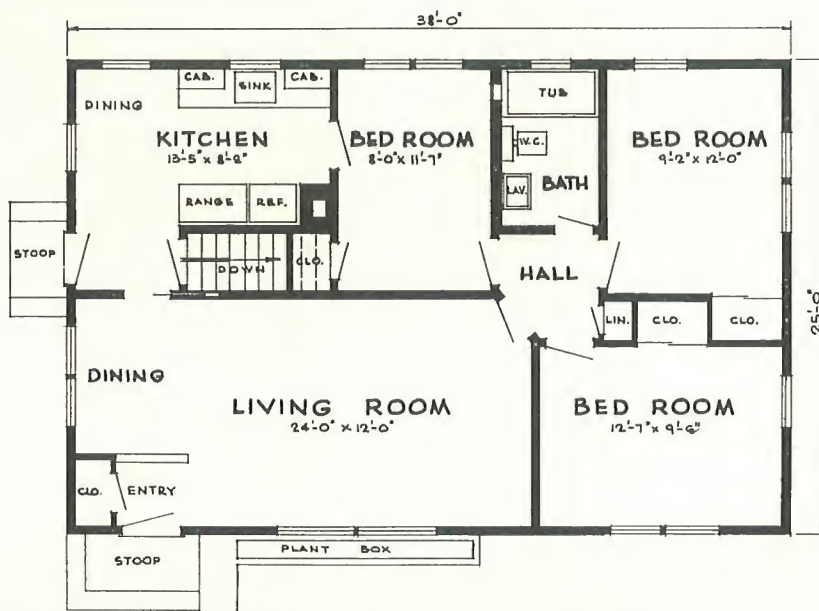 38'-0"
CAB.
SINK
CAB.
TUB
DINING
KITCHEN
13'-5" x 8'-2"
BED ROOM
8'-0" x 11'-7"
W.C.
BED ROOM
9'-2" x 12'-0"
LAV.
BATH
RANGE
REF.
STOOP
DOWN
CLO.
HALL
LIN.
CLO.
CLO.
25'-0"
DINING
LIVING ROOM
24'-0" x 12'-0"
BED ROOM
12'-7" x 9'-6"
CLO.
ENTRY
STOOP
PLANT BOX